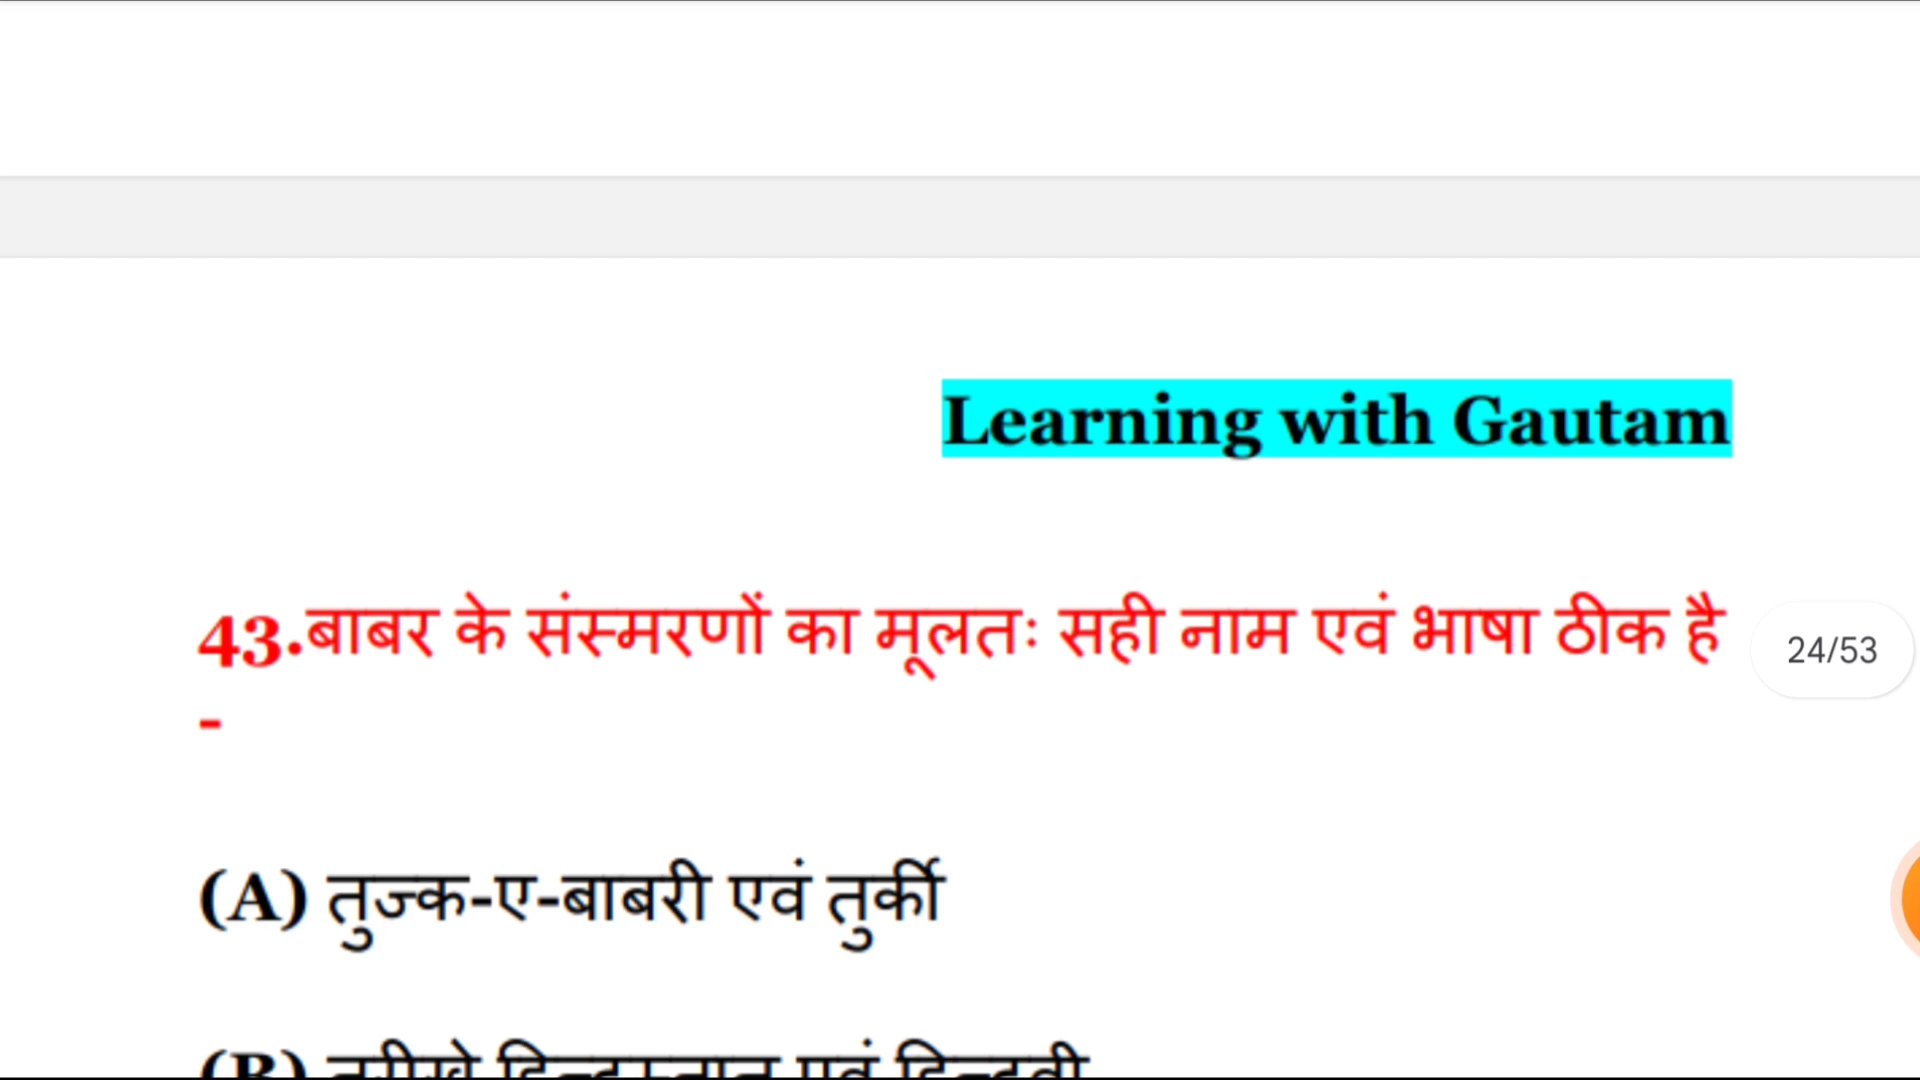 Learning with Gautam
43.बाबर के संस्मरणों का मूलतः सही नाम एवं भाषा ठीक है
-
24/53
(A) तुज्क-ए-बाबरी एवं तुर्की
(B)